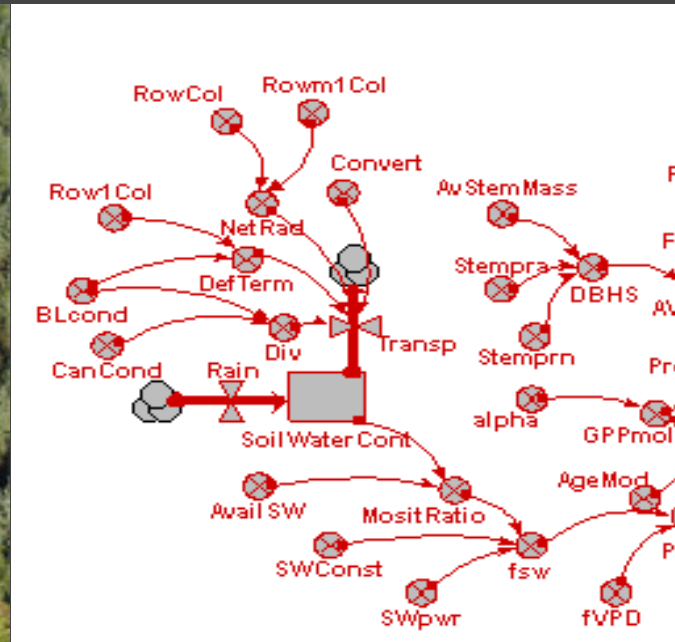 Rowm1Col
RowCol
Convert
AvStemMass
Row1Col
NetRad
Stempra
DefTerm
DBHS
BLcond
Div
Transp
Stemprn
CanCond
Rain
alpha
GPPmol
SoilWaterCont
AgeMod
AvailSW
MositRatio
SWConst
fsw
SWpwr
fVPD